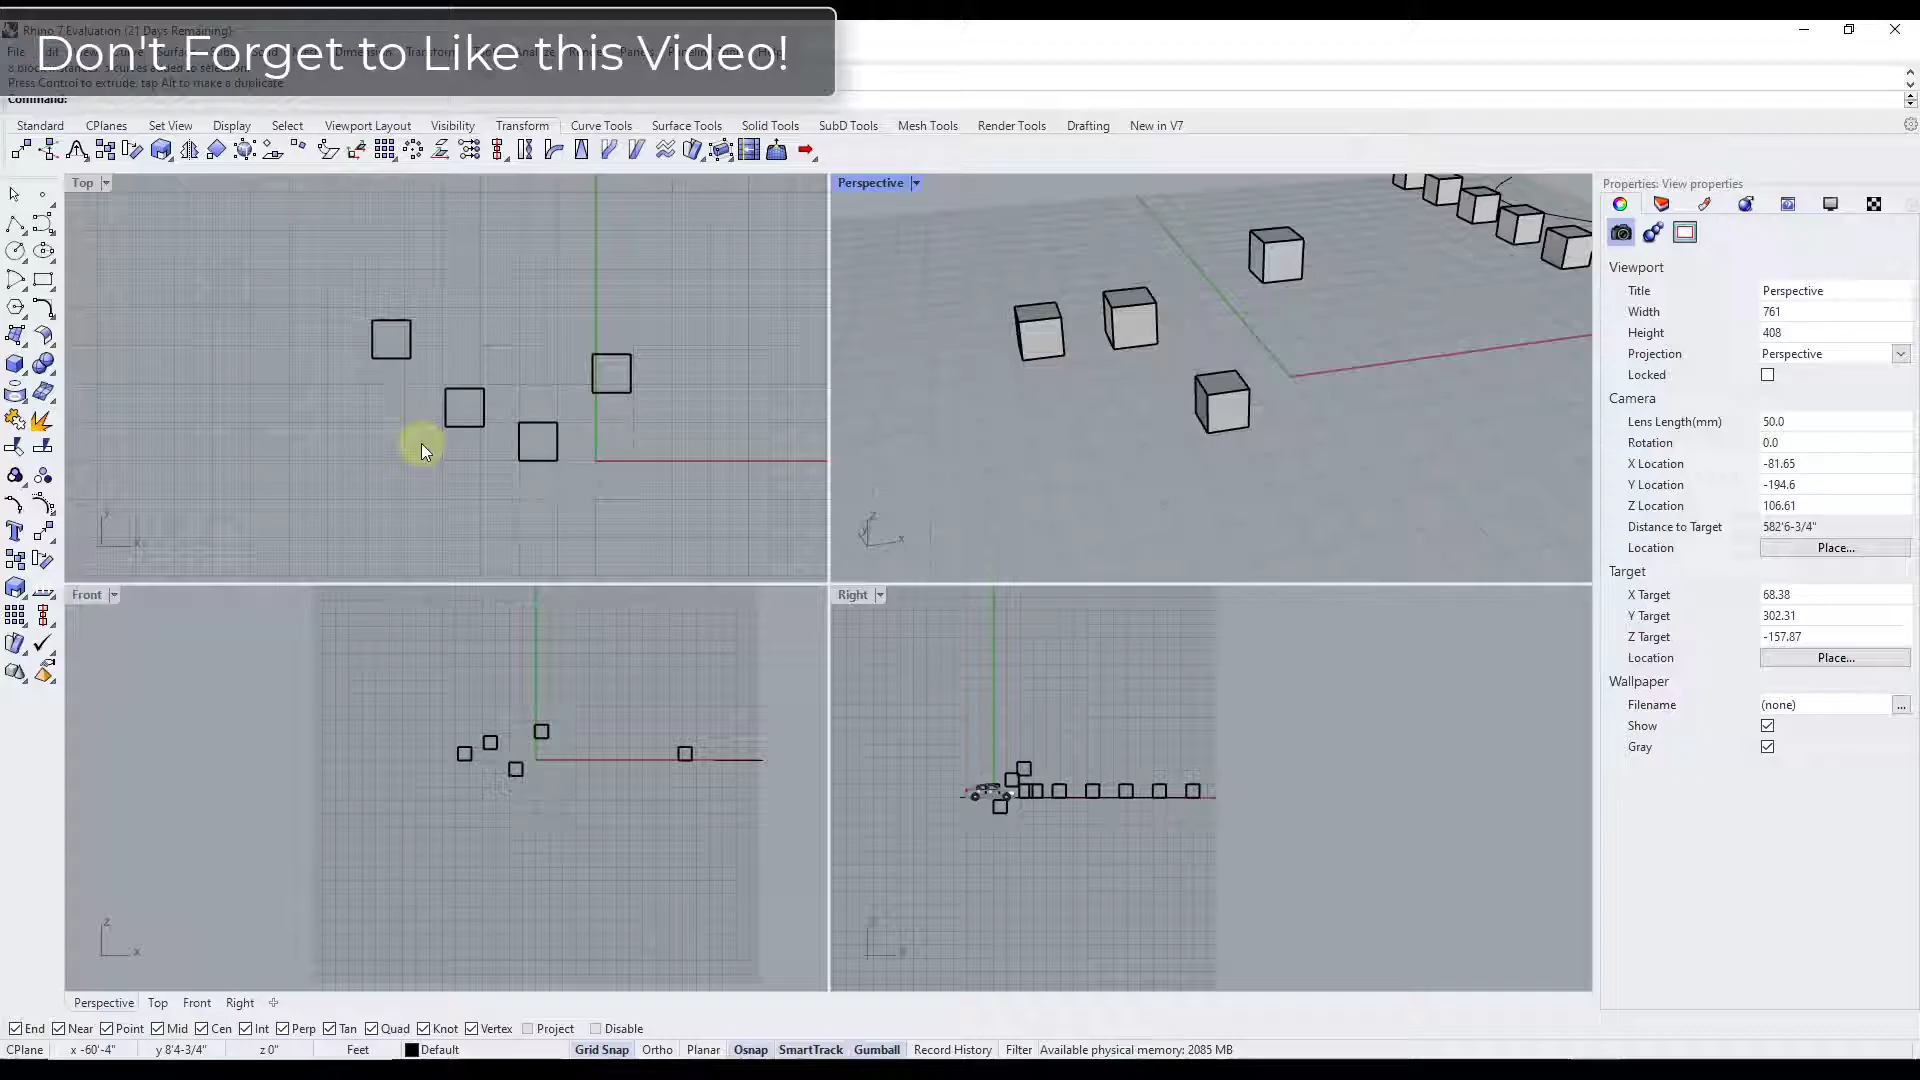 Don't Forget to Like this Video!
Rhino 7 Evaluation (21 Days Remaining)
Press Control to extrude, tap Alt to make a duplicate
Command:
Standard CPlanes Set View Display Select Viewport Layout Visibility Transform Curve Tools Surface Tools Solid Tools SubD Tools Mesh Tools Render Tools Drafting New in V7
Top
Perspective
Front
Right
z
x
z
x
Properties: View properties
Viewport
Title Perspective
Width 761
Height 408
Projection Perspective
Locked
Camera
Lens Length(mm) 50.0
Rotation 0.0
X Location -81.65
Y Location -194.6
Z Location 106.61
Distance to Target 582'6-3/4"
Location Place...
Target
X Target 68.38
Y Target 302.31
Z Target -157.87
Location Place...
Wallpaper
Filename (none) ...
Show
Gray
Perspective Top Front Right
End Near Point Mid Cen Int Perp Tan Quad Knot Vertex Project Disable
CPlane x -60'-4" y 8'4-3/4" z 0" Feet Default Grid Snap Ortho Planar Osnap SmartTrack Gumball Record History Filter Available physical memory: 2085 MB